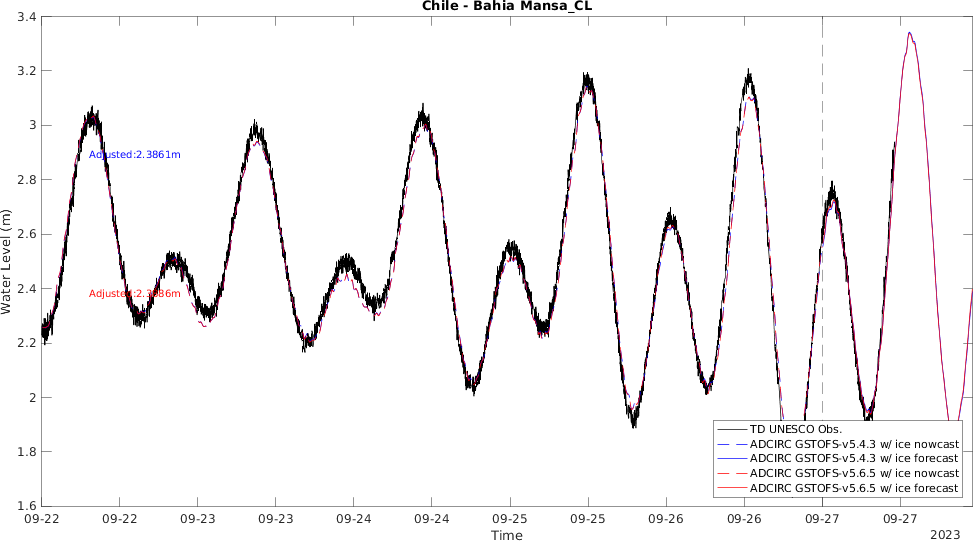 Chile - Bahia Mansa_CL
3.4
3.2
3
2.8
2.6
2.4
2.2
2
1.8
1.6
Water Level (m)
Adjusted:2.3861m
Adjusted:2.3886m
TD UNESCO Obs.
ADCIRC GSTOFS-v5.4.3 w/ ice nowcast
ADCIRC GSTOFS-v5.4.3 w/ ice forecast
ADCIRC GSTOFS-v5.6.5 w/ ice nowcast
ADCIRC GSTOFS-v5.6.5 w/ ice forecast
09-22 09-22 09-23 09-23 09-24 09-24 09-25 09-25 09-26 09-26 09-27 09-27
Time
2023